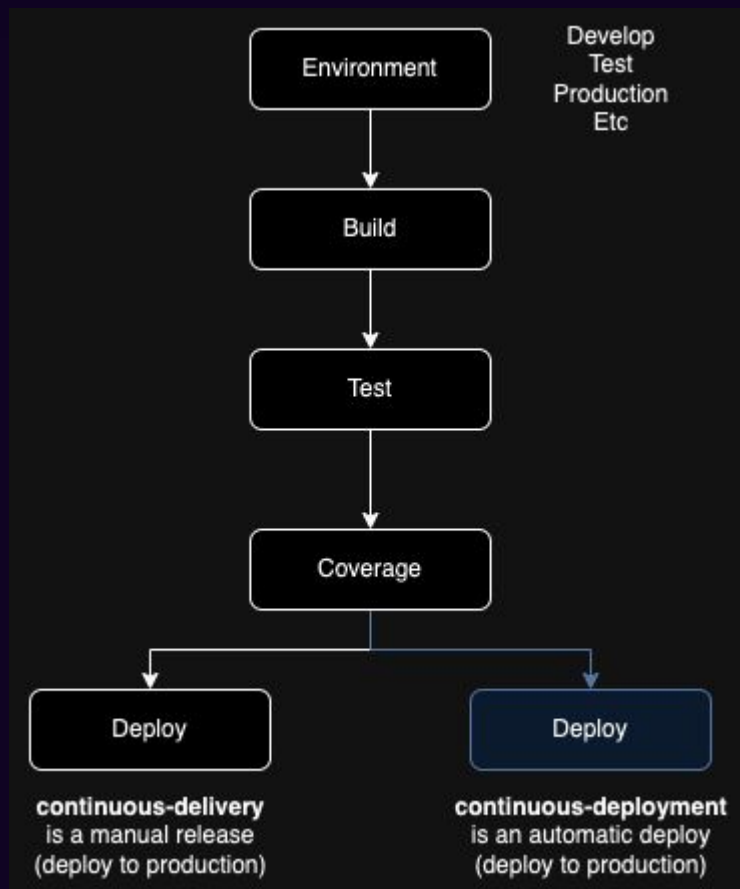 Environment
Develop
Test
Production
Etc
Build
Test
Coverage
Deploy
continuous-delivery
is a manual release
(deploy to production)
Deploy
continuous-deployment
is an automatic deploy
(deploy to production)